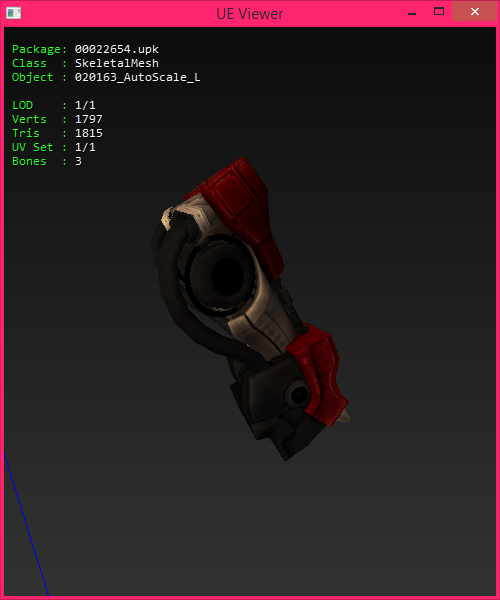 UE Viewer
Package: 00022654.upk
Class : SkeletalMesh
Object : 020163_AutoScale_L
LOD : 1/1
Verts : 1797
Tris : 1815
UV Set : 1/1
Bones : 3